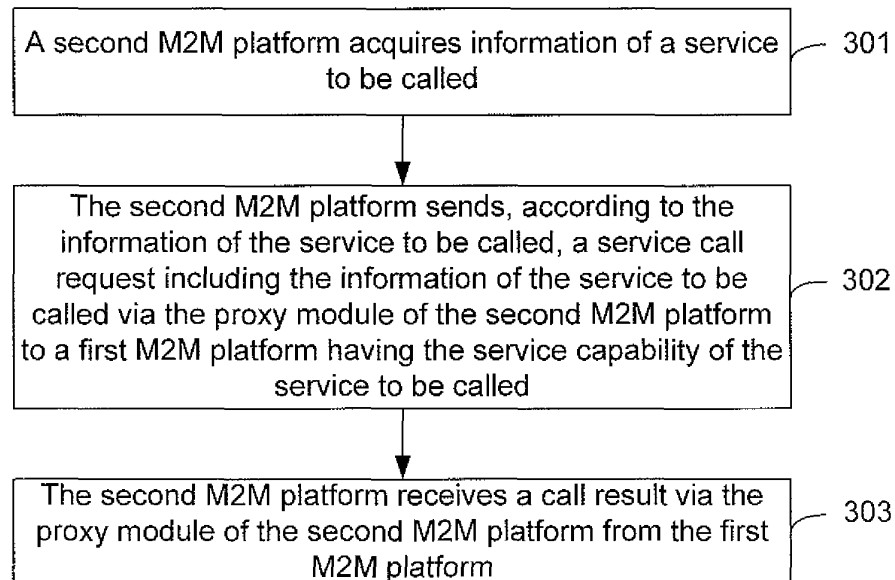 A second M2M platform acquires information of a service
to be called
301
The second M2M platform sends, according to the
information of the service to be called, a service call
request including the information of the service to be
called via the proxy module of the second M2M platform
to a first M2M platform having the service capability of the
service to be called
302
The second M2M platform receives a call result via the
proxy module of the second M2M platform from the first
M2M platform
303